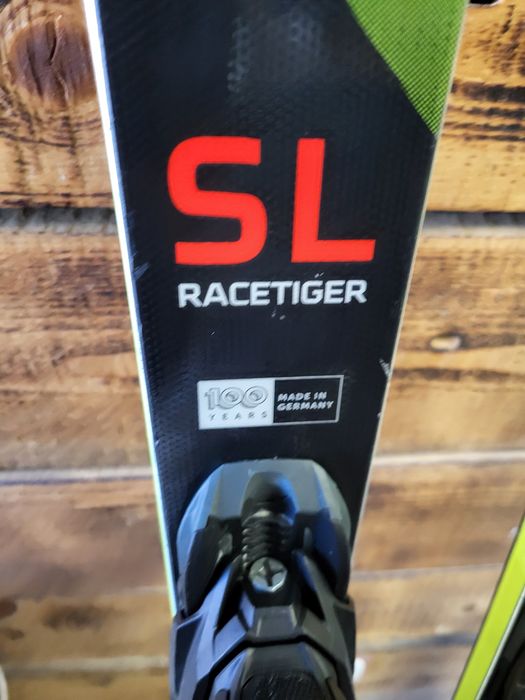 SL
RACETIGER
100
YEARS
MADE IN
GERMANY